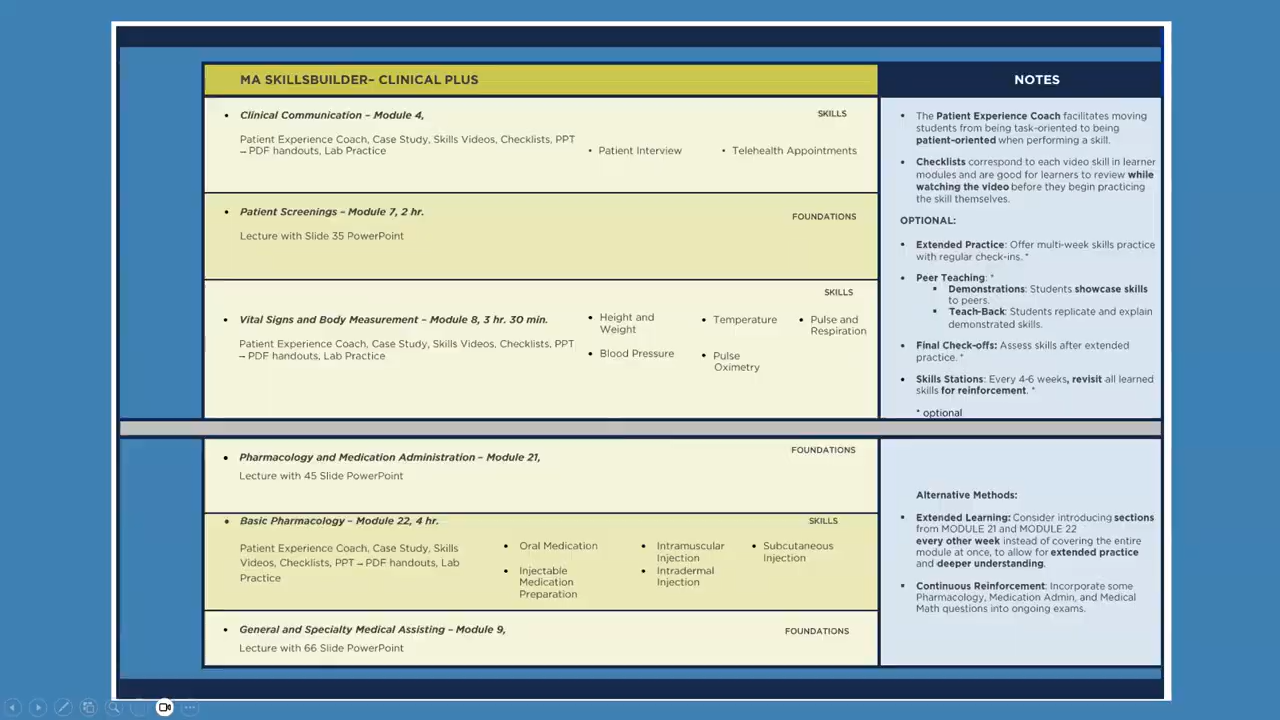 MA SKILLSBUILDER– CLINICAL PLUS
NOTES
• Clinical Communication – Module 4,
SKILLS
Patient Experience Coach, Case Study, Skills Videos, Checklists, PPT
→ PDF handouts, Lab Practice
• Patient Interview
• Telehealth Appointments
• Patient Screenings – Module 7, 2 hr.
FOUNDATIONS
Lecture with Slide 35 PowerPoint
SKILLS
• Vital Signs and Body Measurement – Module 8, 3 hr. 30 min.
Patient Experience Coach, Case Study, Skills Videos, Checklists, PPT
→ PDF handouts, Lab Practice
• Height and
Weight
• Temperature
• Pulse and
Respiration
• Blood Pressure
• Pulse
Oximetry
• The Patient Experience Coach facilitates moving
students from being task-oriented to being
patient-oriented when performing a skill.
• Checklists correspond to each video skill in learner
modules and are good for learners to review while
watching the video before they begin practicing
the skill themselves.
OPTIONAL:
• Extended Practice: Offer multi-week skills practice
with regular check-ins. *
• Peer Teaching: *
▪ Demonstrations: Students showcase skills
to peers.
▪ Teach-Back: Students replicate and explain
demonstrated skills.
• Final Check-offs: Assess skills after extended
practice. *
• Skills Stations: Every 4-6 weeks, revisit all learned
skills for reinforcement. *
* optional
• Pharmacology and Medication Administration – Module 21,
FOUNDATIONS
Lecture with 45 Slide PowerPoint
• Basic Pharmacology – Module 22, 4 hr.
SKILLS
Patient Experience Coach, Case Study, Skills
Videos, Checklists, PPT → PDF handouts, Lab
Practice
• Oral Medication
• Intramuscular
Injection
• Subcutaneous
Injection
• Injectable
Medication
Preparation
• Intradermal
Injection
• General and Specialty Medical Assisting – Module 9,
FOUNDATIONS
Lecture with 66 Slide PowerPoint
Alternative Methods:
▪ Extended Learning: Consider introducing sections
from MODULE 21 and MODULE 22
every other week instead of covering the entire
module at once, to allow for extended practice
and deeper understanding.
▪ Continuous Reinforcement: Incorporate some
Pharmacology, Medication Admin, and Medical
Math questions into ongoing exams.